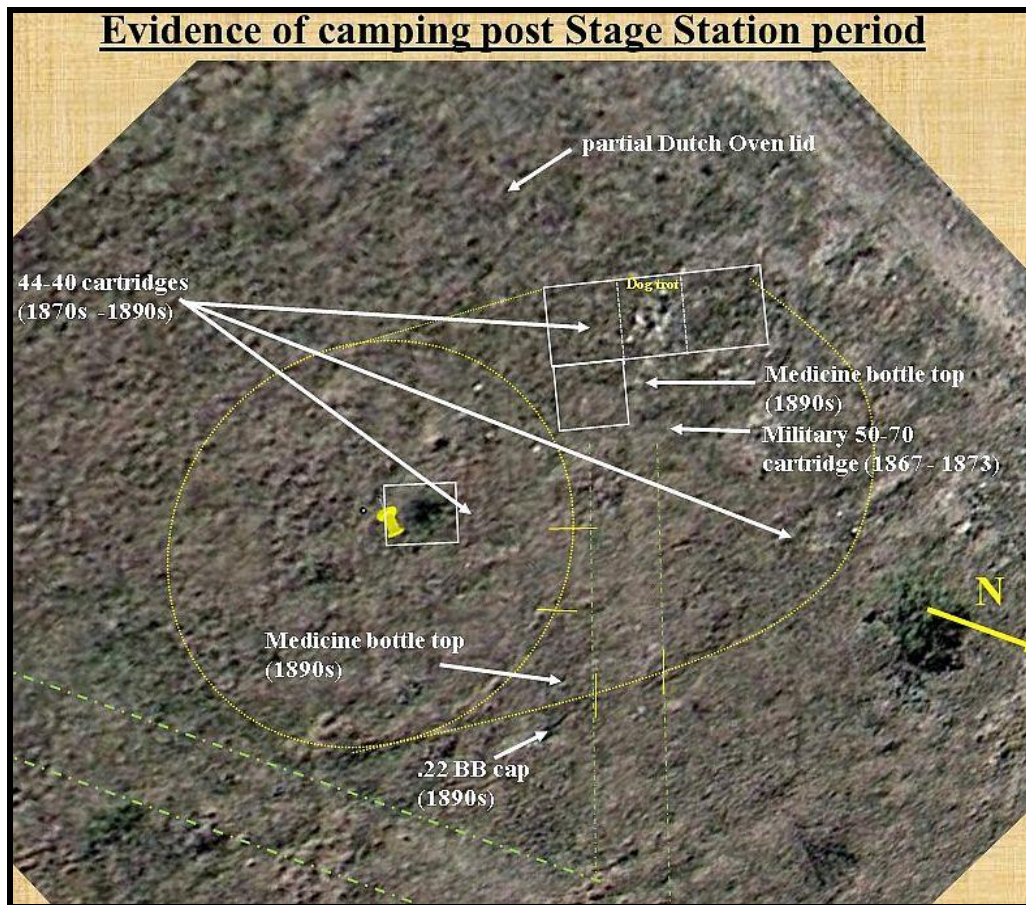 Evidence of camping post Stage Station period
partial Dutch Oven lid
44-40 cartridges
(1870s -1890s)
Dog trot
Medicine bottle top
(1890s)
Military 50-70
cartridge (1867 - 1873)
N
Medicine bottle top
(1890s)
.22 BB cap
(1890s)